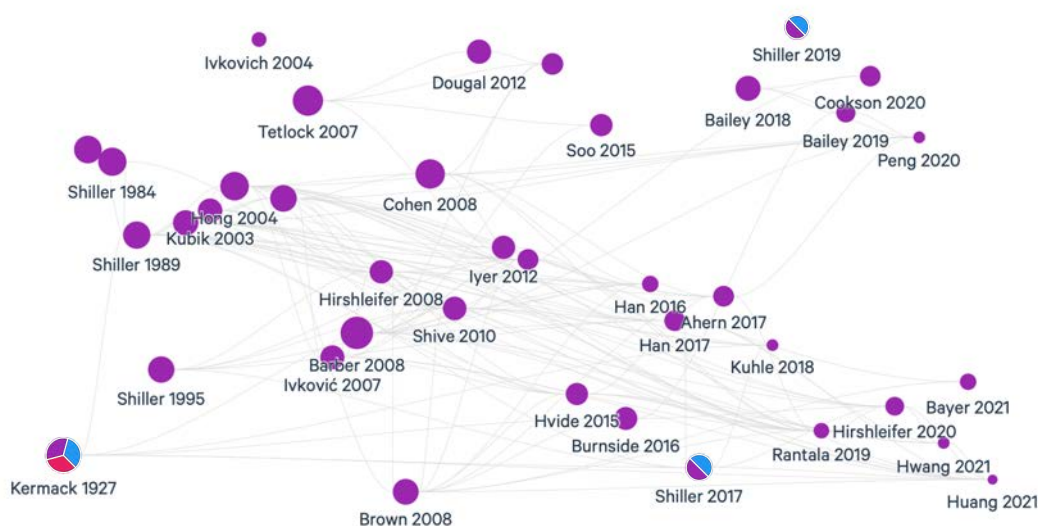 Shiller 2019
Ivkovich 2004
Dougal 2012
Cookson 2020
Bailey 2018
Tetlock 2007
Bailey 2019
Soo 2015
Peng 2020
Shiller 1984
Cohen 2008
Hong 2004
Kubik 2003
Shiller 1989
Iyer 2012
Hirshleifer 2008
Han 2016
Ahern 2017
Shive 2010
Han 2017
Barber 2008
Kuhle 2018
Ivković 2007
Shiller 1995
Bayer 2021
Hvide 2015
Hirshleifer 2020
Burnside 2016
Rantala 2019
Hwang 2021
Kermack 1927
Shiller 2017
Huang 2021
Brown 2008